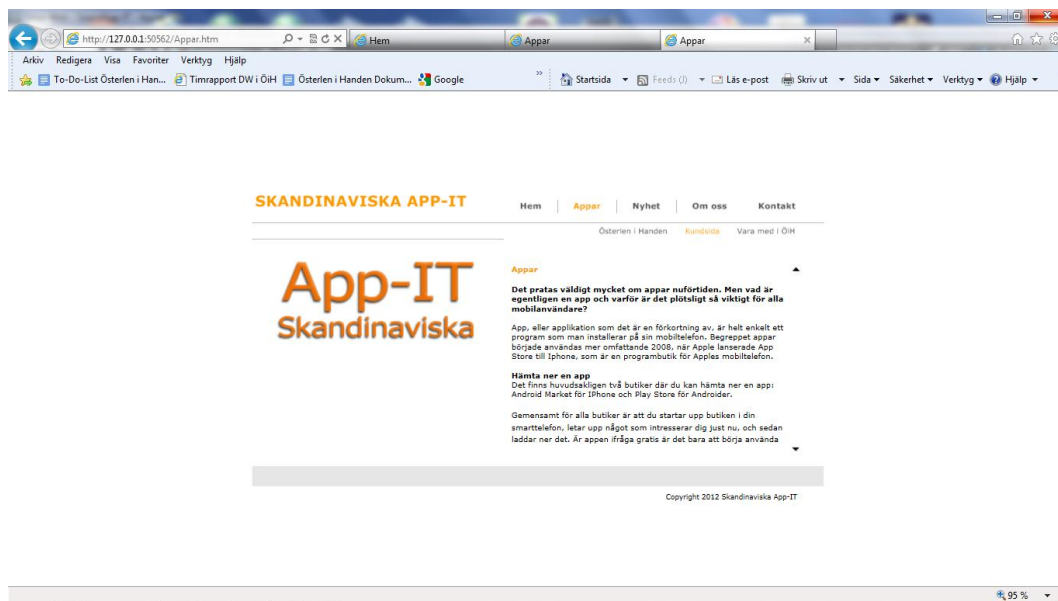 http://127.0.0.1:50562/Appar.htm
Hem
Appar
Appar
Arkiv Redigera Visa Favoriter Verktyg Hjälp
To-Do-List Österlen i Han... Timrapport DW i ÖiH Österlen i Handen Dokum... Google
Startsida Feeds (J) Läs e-post Skriv ut Sida Säkerhet Verktyg Hjälp
SKANDINAVISKA APP-IT
Hem Appar Nyhet Om oss Kontakt
Österlen i Handen Kundsida Vara med i ÖiH
App-IT
Skandinaviska
Appar
Det pratas väldigt mycket om appar nuförtiden. Men vad är
egentligen en app och varför är det plötsligt så viktigt för alla
mobilanvändare?
App, eller applikation som det är en förkortning av, är helt enkelt ett
program som man installerar på sin mobiltelefon. Begreppet appar
började användas mer omfattande 2008, när Apple lanserade App
Store till Iphone, som är en programbutik för Apples mobiltelefon.
Hämta ner en app
Det finns huvudsakligen två butiker där du kan hämta ner en app:
Android Market för IPhone och Play Store för Androider.
Gemensamt för alla butiker är att du startar upp butiken i din
smarttelefon, letar upp något som intresserar dig just nu, och sedan
laddar ner det. Är appen ifråga gratis är det bara att börja använda
Copyright 2012 Skandinaviska App-IT
95 %